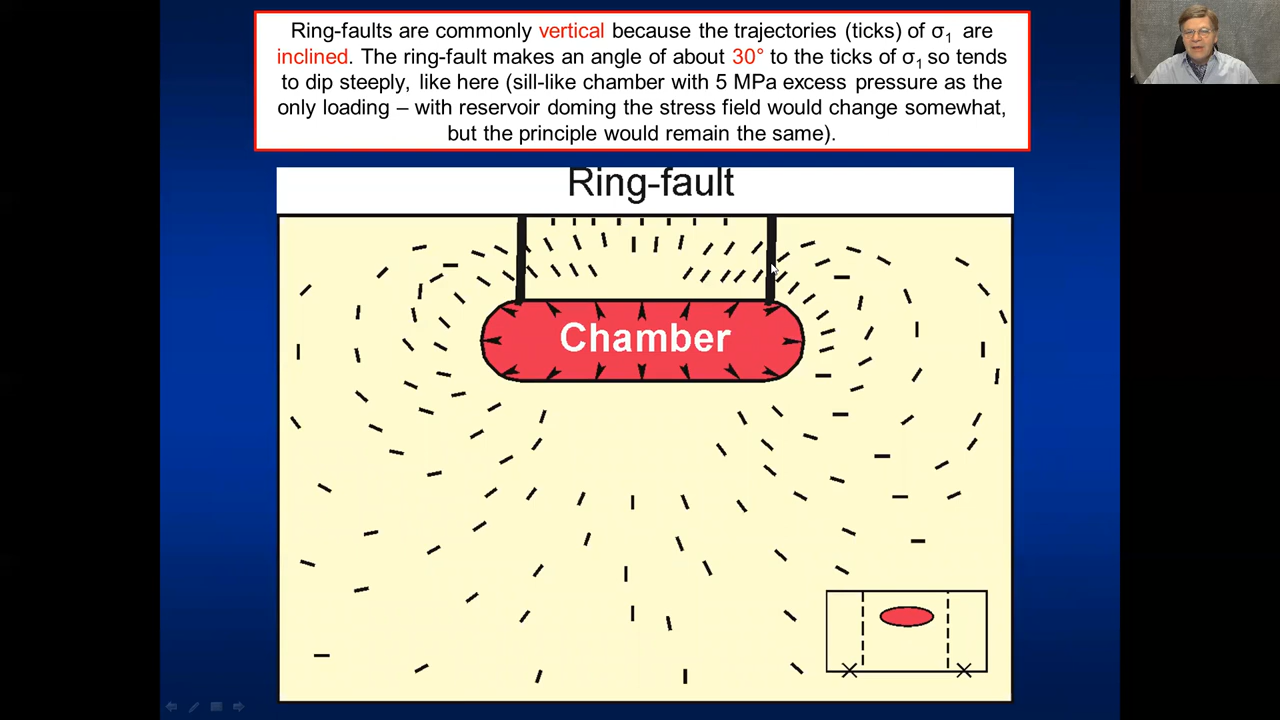 Ring-faults are commonly vertical because the trajectories (ticks) of σ₁ are
inclined. The ring-fault makes an angle of about 30° to the ticks of σ₁ so tends
to dip steeply, like here (sill-like chamber with 5 MPa excess pressure as the
only loading – with reservoir doming the stress field would change somewhat,
but the principle would remain the same).
Ring-fault
Chamber